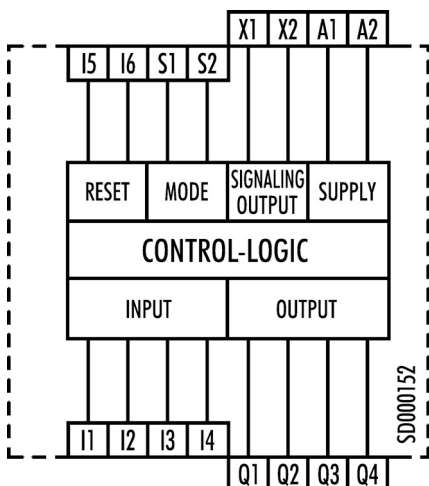 X1 X2 A1 A2
I5 I6 S1 S2
RESET MODE SIGNALING OUTPUT SUPPLY
CONTROL-LOGIC
INPUT OUTPUT
SD000152
I1 I2 I3 I4
Q1 Q2 Q3 Q4